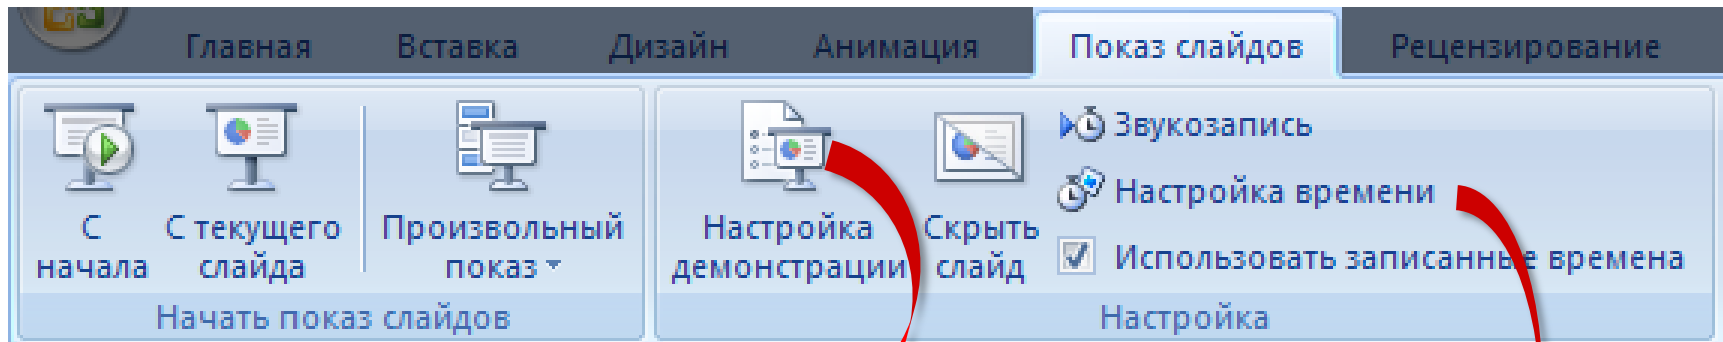 Главная Вставка Дизайн Анимация Показ слайдов Рецензирование
С начала
С текущего слайда
Произвольный показ
Начать показ слайдов
Настройка демонстрации
Скрыть слайд
Звукозапись
Настройка времени
Использовать записанные времена
Настройка